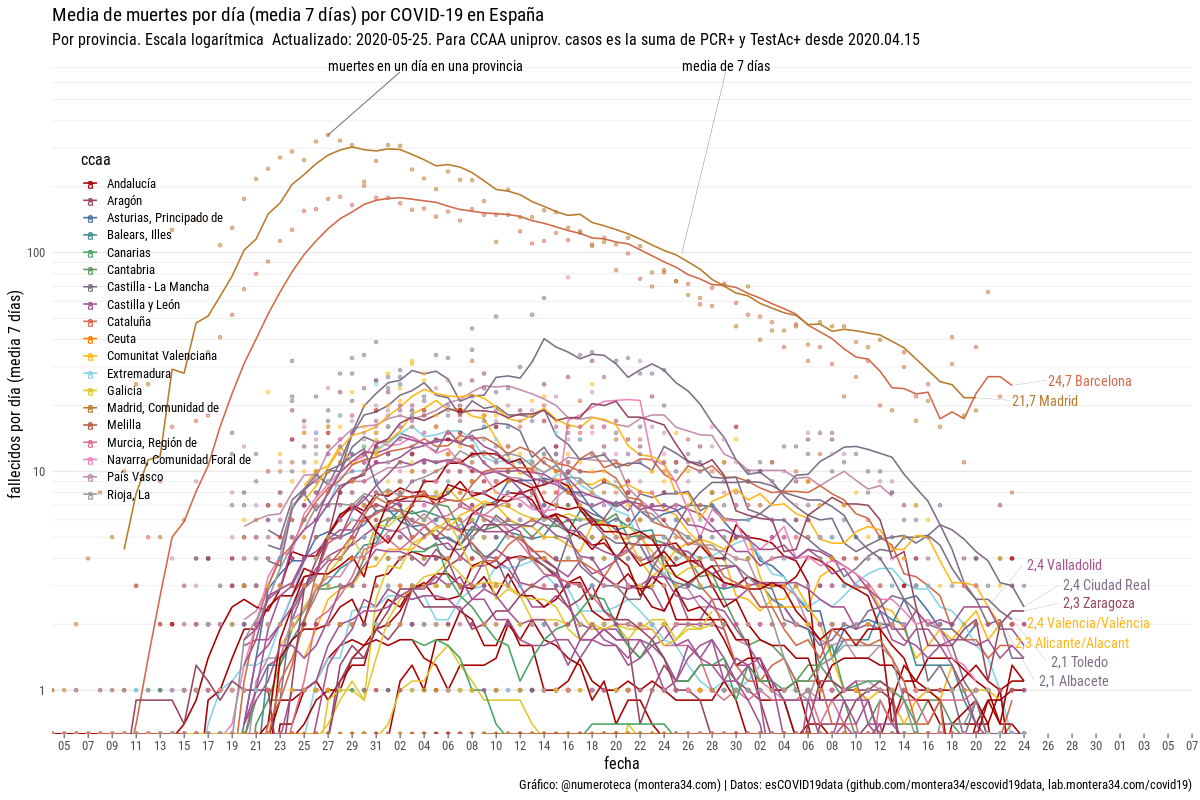 Media de muertes por día (media 7 días) por COVID-19 en España
Por provincia. Escala logarítmica  Actualizado: 2020-05-25. Para CCAA uniprov. casos es la suma de PCR+ y TestAc+ desde 2020.04.15
muertes en un día en una provincia
media de 7 días
ccaa
Andalucía
Aragón
Asturias, Principado de
Balears, Illes
Canarias
Cantabria
Castilla - La Mancha
Castilla y León
Cataluña
Ceuta
Comunitat Valenciana
Extremadura
Galicia
Madrid, Comunidad de
Melilla
Murcia, Región de
Navarra, Comunidad Foral de
País Vasco
Rioja, La
fallecidos por día (media 7 días)
100
10
1
24,7 Barcelona
21,7 Madrid
2,4 Valladolid
2,4 Ciudad Real
2,3 Zaragoza
2,4 Valencia/València
2,3 Alicante/Alacant
2,1 Toledo
2,1 Albacete
05 07 09 11 13 15 17 19 21 23 25 27 29 31 02 04 06 08 10 12 14 16 18 20 22 24 26 28 30 02 04 06 08 10 12 14 16 18 20 22 24 26 28 30 01 03 05 07
fecha
Gráfico: @numeroteca (montera34.com) | Datos: esCOVID19data (github.com/montera34/escovid19data, lab.montera34.com/covid19)